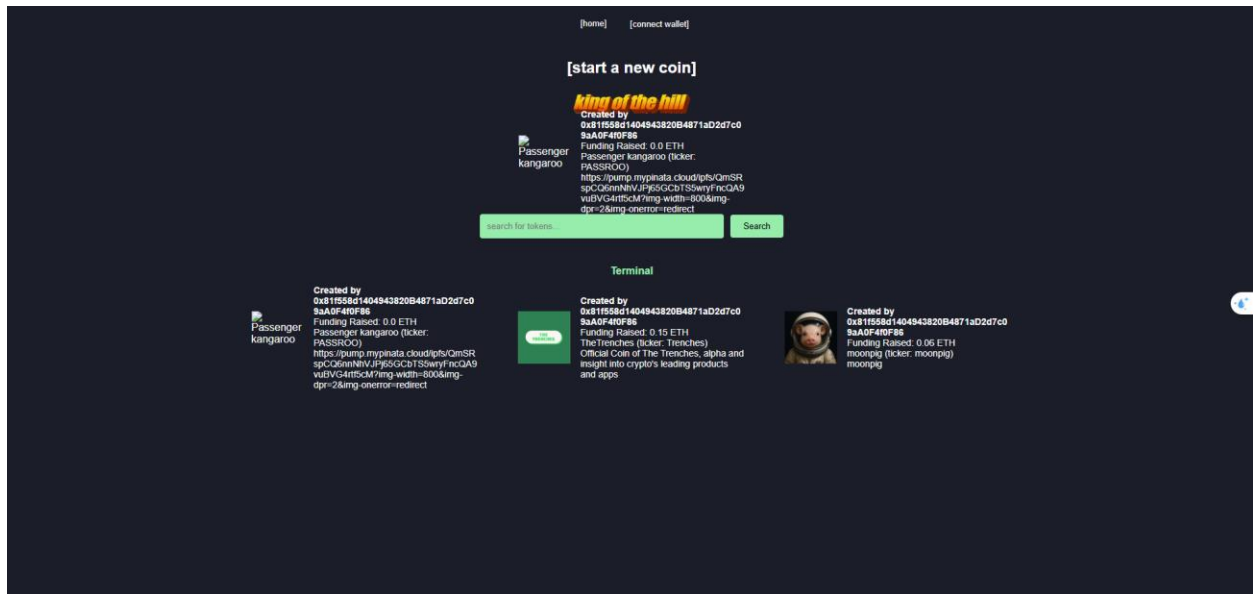 [home] [connect wallet]
[start a new coin]
king of the hill
Created by
0x81f558d1404943820B4871aD2d7c0
9aA0F4f0F86
Funding Raised: 0.0 ETH
Passenger kangaroo (ticker:
PASSROO)
https://pump.mypinata.cloud/ipfs/QmSR
spCQ6nnNhVJPj65GCbTS5wryFncQA9
vuBVG4rtf5cM?img-width=800&img-
dpr=2&img-onerror=redirect
Passenger
kangaroo
search for tokens...
Search
Terminal
Passenger
kangaroo
Created by
0x81f558d1404943820B4871aD2d7c0
9aA0F4f0F86
Funding Raised: 0.0 ETH
Passenger kangaroo (ticker:
PASSROO)
https://pump.mypinata.cloud/ipfs/QmSR
spCQ6nnNhVJPj65GCbTS5wryFncQA9
vuBVG4rtf5cM?img-width=800&img-
dpr=2&img-onerror=redirect
Created by
0x81f558d1404943820B4871aD2d7c0
9aA0F4f0F86
Funding Raised: 0.15 ETH
TheTrenches (ticker: Trenches)
Official Coin of The Trenches, alpha and
insight into crypto's leading products
and apps
Created by
0x81f558d1404943820B4871aD2d7c0
9aA0F4f0F86
Funding Raised: 0.06 ETH
moonpig (ticker: moonpig)
moonpig